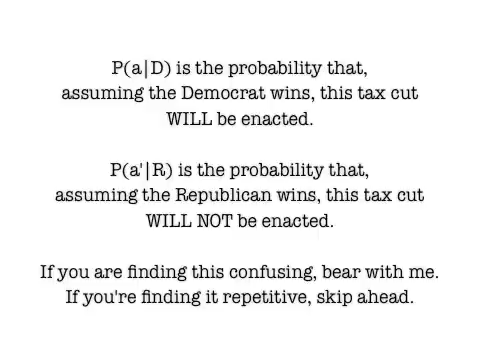 P(a|D) is the probability that,
assuming the Democrat wins, this tax cut
WILL be enacted.
P(a'|R) is the probability that,
assuming the Republican wins, this tax cut
WILL NOT be enacted.
If you are finding this confusing, bear with me.
If you're finding it repetitive, skip ahead.